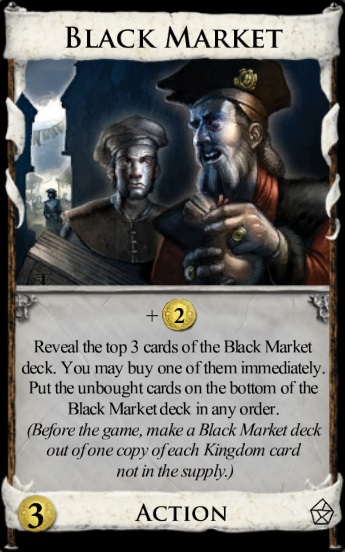 BLACK MARKET
+ 2
Reveal the top 3 cards of the Black Market
deck. You may buy one of them immediately.
Put the unbought cards on the bottom of the
Black Market deck in any order.
(Before the game, make a Black Market deck
out of one copy of each Kingdom card
not in the supply.)
3 ACTION